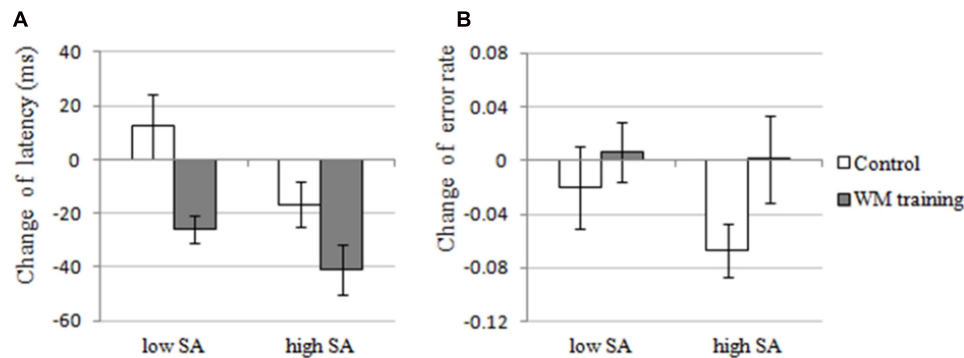 A
Change of latency (ms)
40
20
0
-20
-40
-60
low SA
high SA
B
Change of error rate
0.08
0.04
0
-0.04
-0.08
-0.12
low SA
high SA
Control
WM training